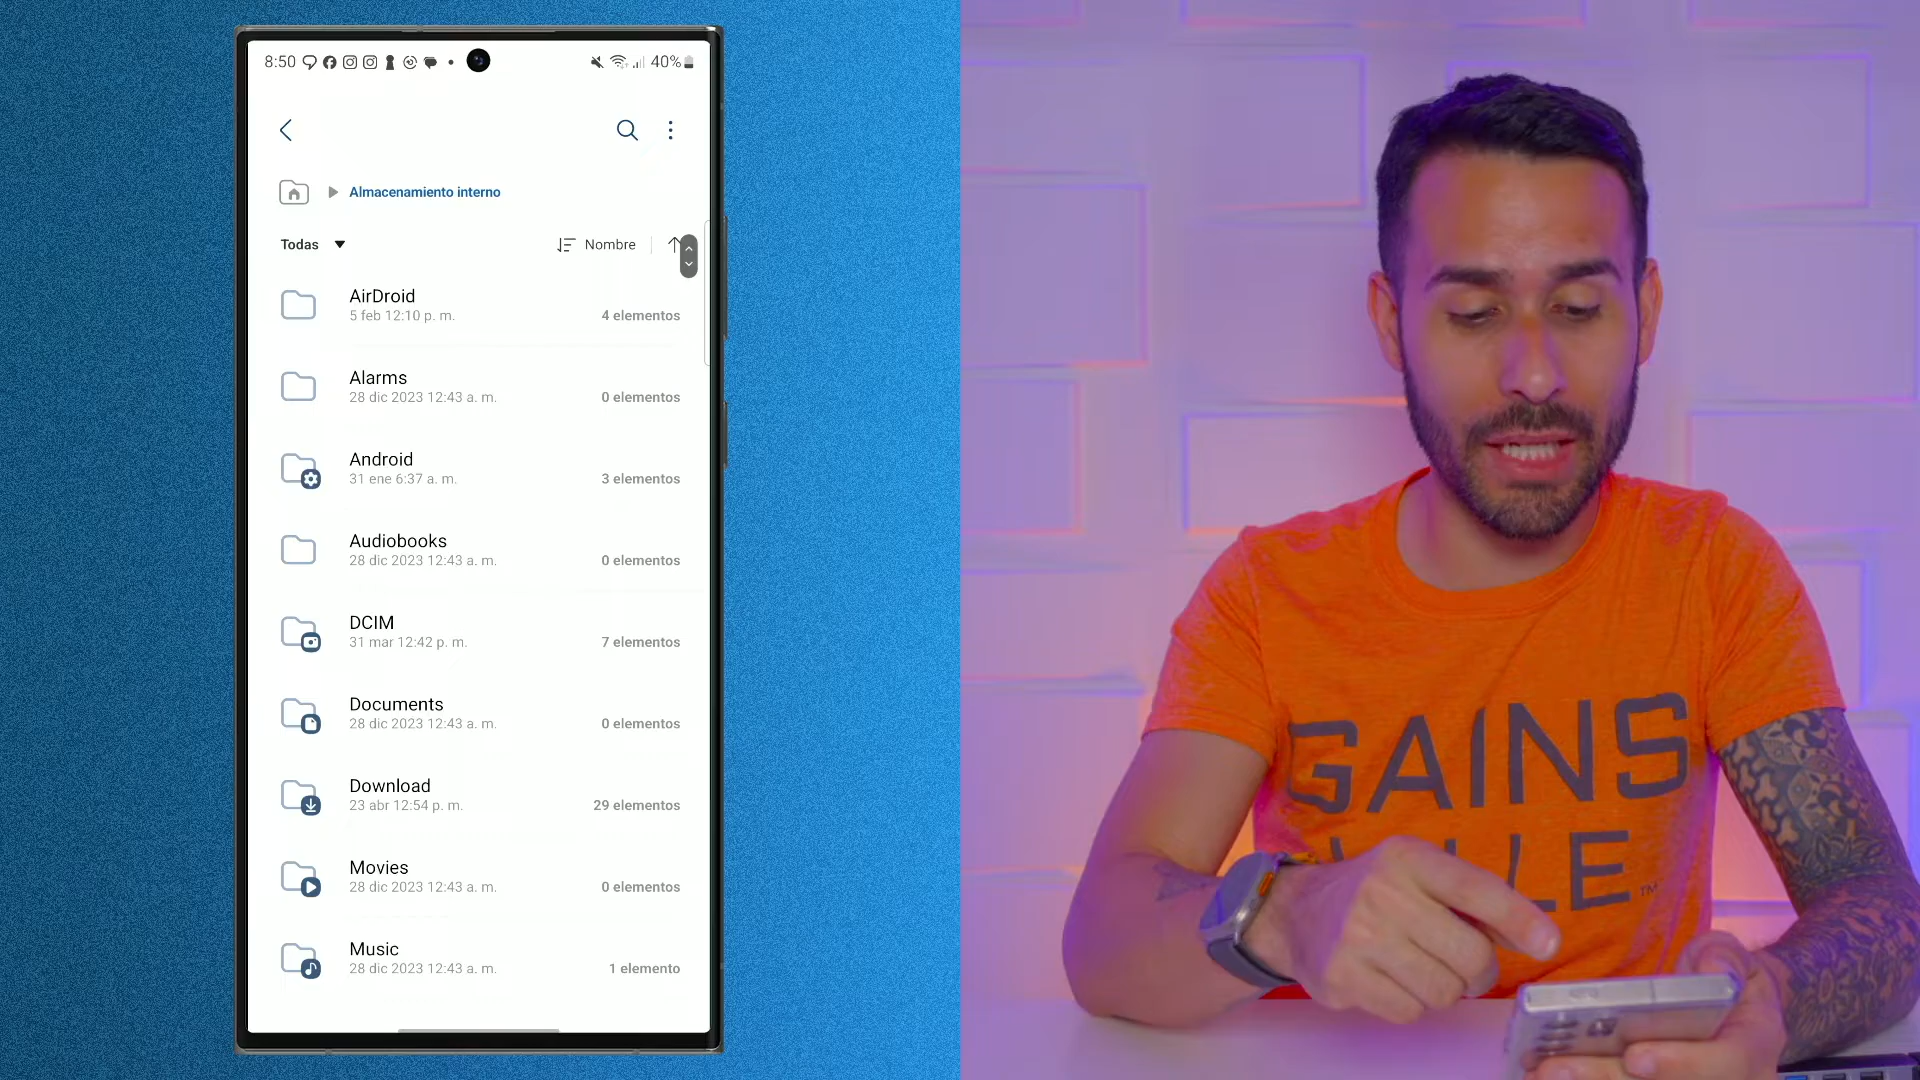 8:50
40%
Almacenamiento interno
Todas
Nombre
AirDroid
5 feb 12:10 p. m.
4 elementos
Alarms
28 dic 2023 12:43 a. m.
0 elementos
Android
31 ene 6:37 a. m.
3 elementos
Audiobooks
28 dic 2023 12:43 a. m.
0 elementos
DCIM
31 mar 12:42 p. m.
7 elementos
Documents
28 dic 2023 12:43 a. m.
0 elementos
Download
23 abr 12:54 p. m.
29 elementos
Movies
28 dic 2023 12:43 a. m.
0 elementos
Music
28 dic 2023 12:43 a. m.
1 elemento
GAINS